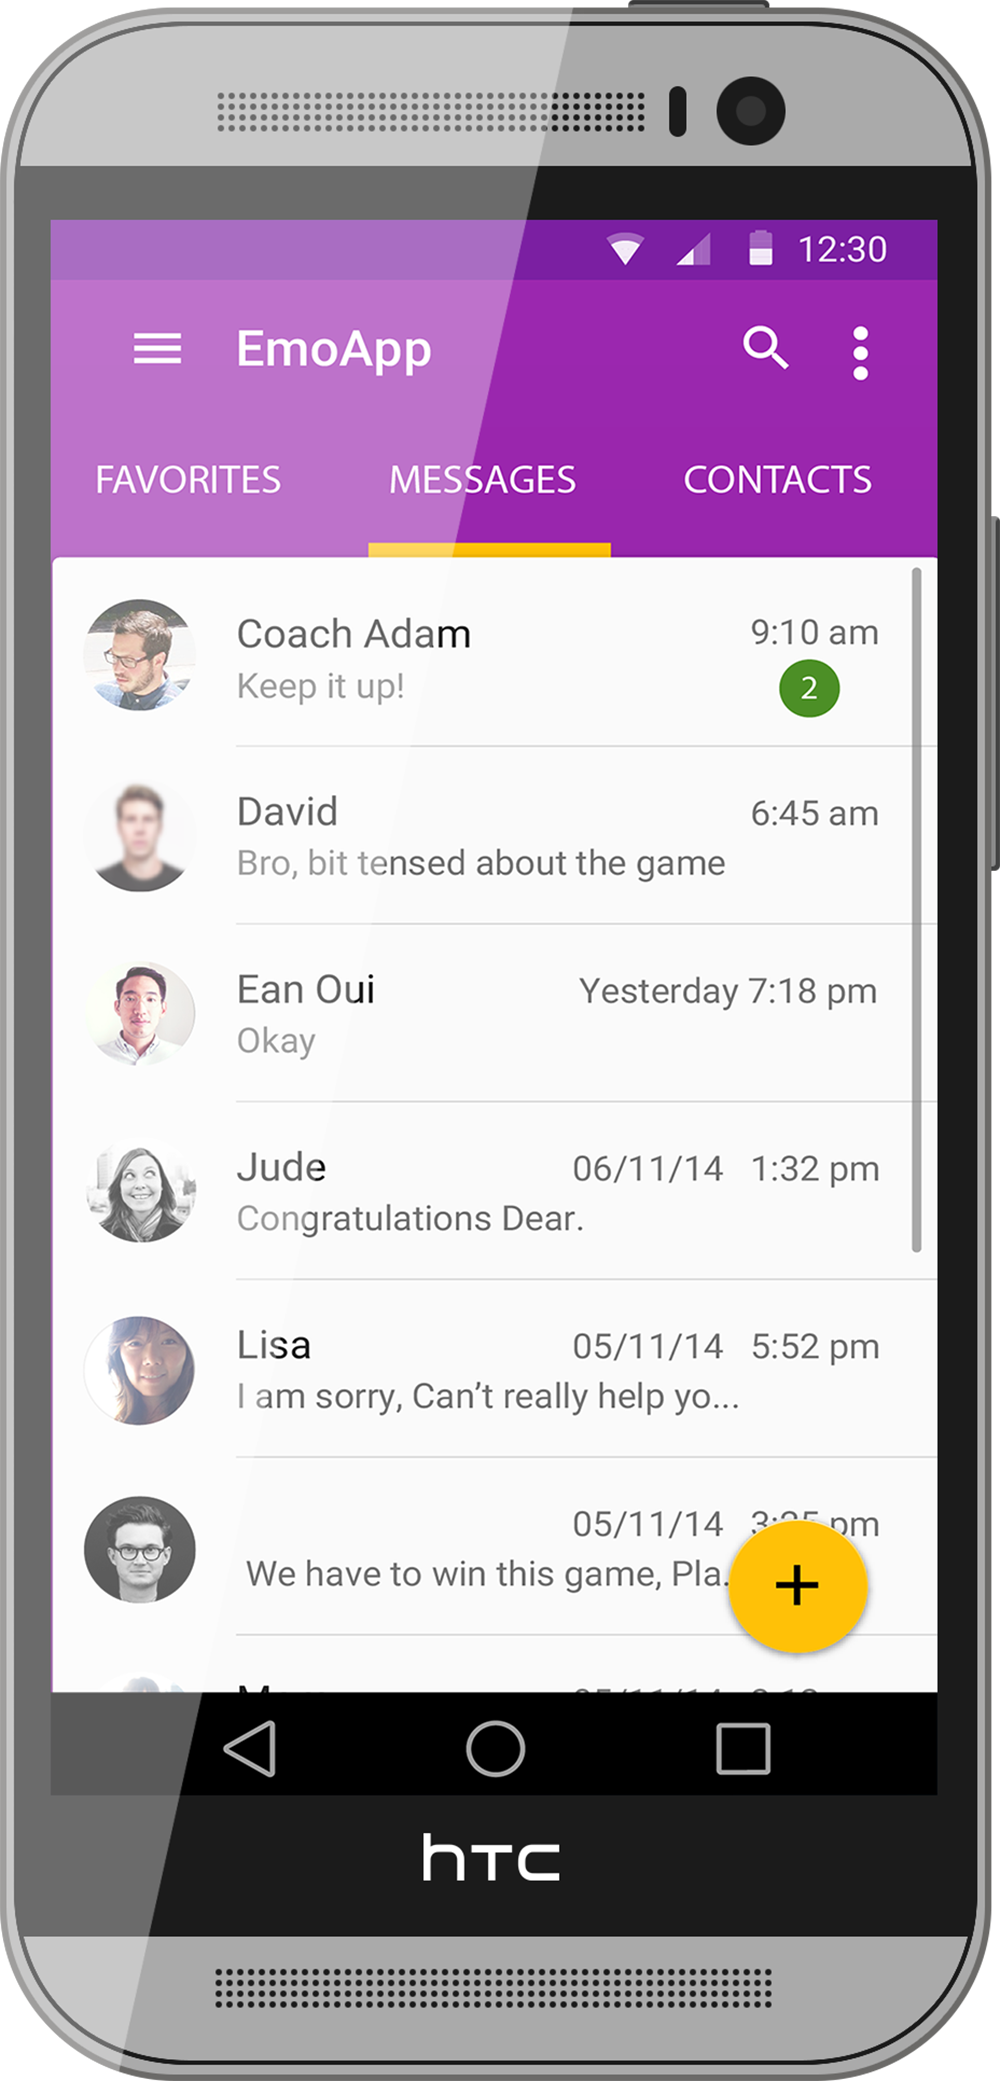 12:30
EmoApp
FAVORITES MESSAGES CONTACTS
Coach Adam 9:10 am
Keep it up! 2
David 6:45 am
Bro, bit tensed about the game
Ean Oui Yesterday 7:18 pm
Okay
Jude 06/11/14 1:32 pm
Congratulations Dear.
Lisa 05/11/14 5:52 pm
I am sorry, Can’t really help yo...
05/11/14 pm
We have to win this game, Pla.
htc